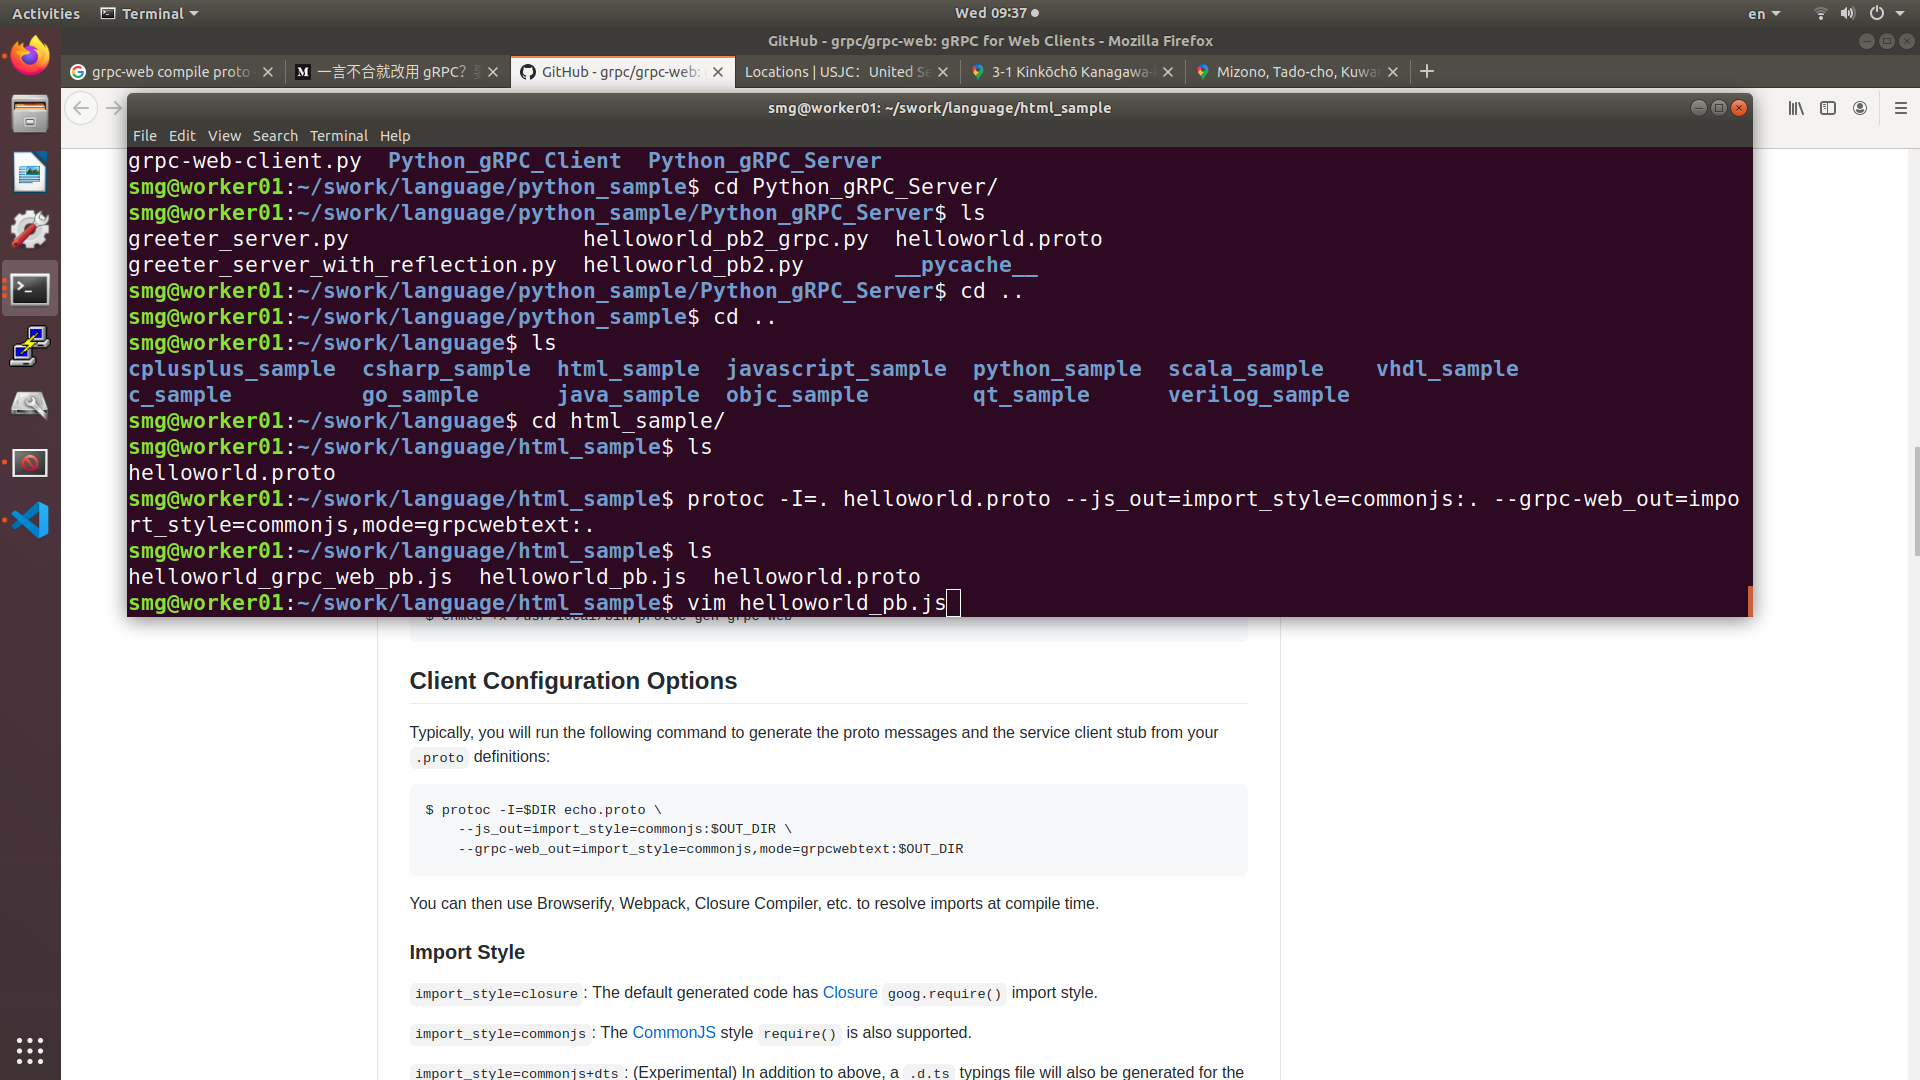 Activities Terminal Wed 09:37 en
GitHub - grpc/grpc-web: gRPC for Web Clients - Mozilla Firefox
grpc-web compile proto 一言不合就改用 gRPC? GitHub - grpc/grpc-web: Locations | USJC: United Se 3-1 Kinkōchō Kanagawa- Mizono, Tado-cho, Kuwan
smg@worker01: ~/swork/language/html_sample
File Edit View Search Terminal Help
grpc-web-client.py Python_gRPC_Client Python_gRPC_Server
smg@worker01:~/swork/language/python_sample$ cd Python_gRPC_Server/
smg@worker01:~/swork/language/python_sample/Python_gRPC_Server$ ls
greeter_server.py helloworld_pb2_grpc.py helloworld.proto
greeter_server_with_reflection.py helloworld_pb2.py __pycache__
smg@worker01:~/swork/language/python_sample/Python_gRPC_Server$ cd ..
smg@worker01:~/swork/language/python_sample$ cd ..
smg@worker01:~/swork/language$ ls
cplusplus_sample csharp_sample html_sample javascript_sample python_sample scala_sample vhdl_sample
c_sample go_sample java_sample objc_sample qt_sample verilog_sample
smg@worker01:~/swork/language$ cd html_sample/
smg@worker01:~/swork/language/html_sample$ ls
helloworld.proto
smg@worker01:~/swork/language/html_sample$ protoc -I=. helloworld.proto --js_out=import_style=commonjs:. --grpc-web_out=impo
rt_style=commonjs,mode=grpcwebtext:.
smg@worker01:~/swork/language/html_sample$ ls
helloworld_grpc_web_pb.js helloworld_pb.js helloworld.proto
smg@worker01:~/swork/language/html_sample$ vim helloworld_pb.js
$ chmod +x /usr/local/bin/protoc-gen-grpc-web
Client Configuration Options
Typically, you will run the following command to generate the proto messages and the service client stub from your
.proto definitions:
$ protoc -I=$DIR echo.proto \
--js_out=import_style=commonjs:$OUT_DIR \
--grpc-web_out=import_style=commonjs,mode=grpcwebtext:$OUT_DIR
You can then use Browserify, Webpack, Closure Compiler, etc. to resolve imports at compile time.
Import Style
import_style=closure : The default generated code has Closure goog.require() import style.
import_style=commonjs : The CommonJS style require() is also supported.
import_style=commonjs+dts : (Experimental) In addition to above, a .d.ts typings file will also be generated for the